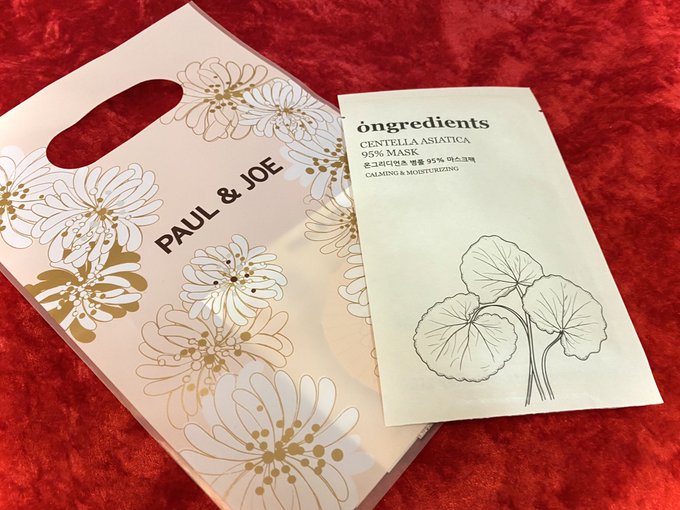 PAUL & JOE
ongredients
CENTELLA ASIATICA
95% MASK
온그리디언츠 병풀 95% 마스크팩
CALMING & MOISTURIZING